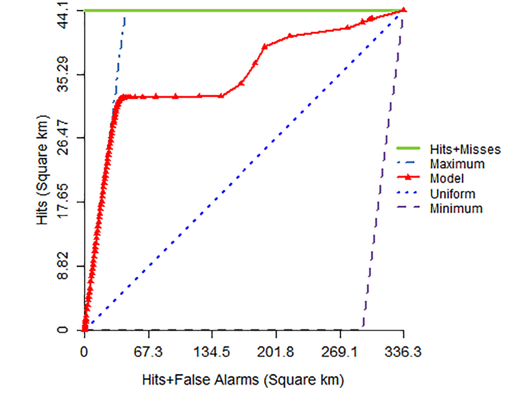 44.1
35.29
26.47
17.65
8.82
0
Hits (Square km)
0
67.3
134.5
201.8
269.1
336.3
Hits+False Alarms (Square km)
Hits+Misses
Maximum
Model
Uniform
Minimum